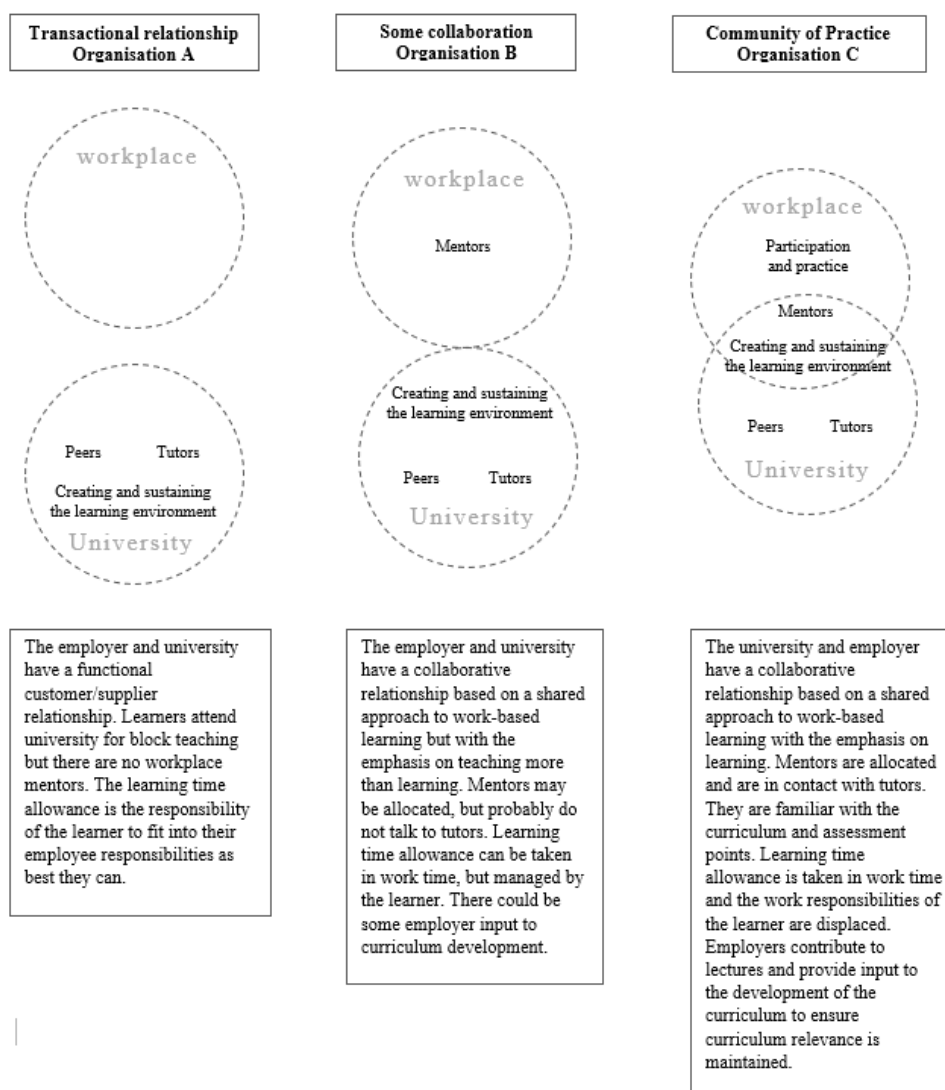 Transactional relationship
Organisation A
workplace
Peers Tutors
Creating and sustaining
the learning environment
University
The employer and university
have a functional
customer/supplier
relationship. Learners attend
university for block teaching
but there are no workplace
mentors. The learning time
allowance is the responsibility
of the learner to fit into their
employee responsibilities as
best they can.
Some collaboration
Organisation B
workplace
Mentors
Creating and sustaining
the learning environment
Peers Tutors
University
The employer and university
have a collaborative
relationship based on a shared
approach to work-based
learning but with the
emphasis on teaching more
than learning. Mentors may
be allocated, but probably do
not talk to tutors. Learning
time allowance can be taken
in work time, but managed by
the learner. There could be
some employer input to
curriculum development.
Community of Practice
Organisation C
workplace
Participation
and practice
Mentors
Creating and sustaining
the learning environment
Peers Tutors
University
The university and employer
have a collaborative
relationship based on a shared
approach to work-based
learning with the emphasis on
learning. Mentors are allocated
and are in contact with tutors.
They are familiar with the
curriculum and assessment
points. Learning time
allowance is taken in work time
and the work responsibilities of
the learner are displaced.
Employers contribute to
lectures and provide input to
the development of the
curriculum to ensure
curriculum relevance is
maintained.